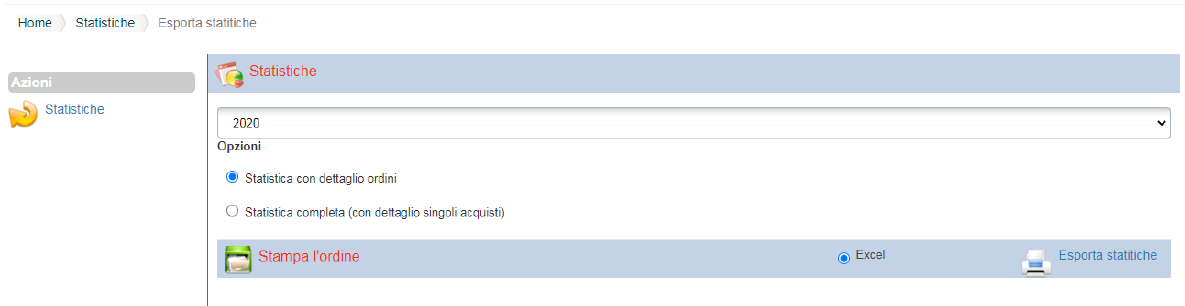 Home Statistiche Esporta statitiche
Azioni
Statistiche
Statistiche
2020
Opzioni
Statistica con dettaglio ordini
Statistica completa (con dettaglio singoli acquisti)
Stampa l'ordine Excel Esporta statitiche